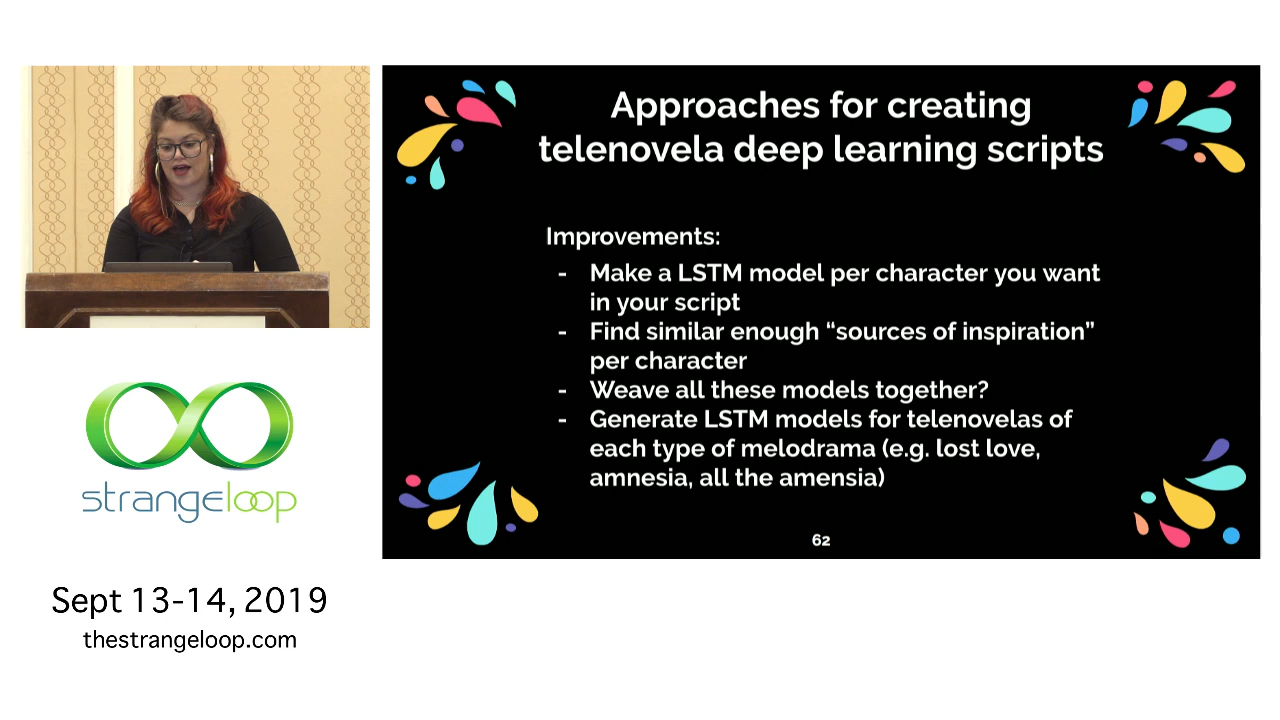 Approaches for creating
telenovela deep learning scripts
Improvements:
- Make a LSTM model per character you want
in your script
- Find similar enough “sources of inspiration”
per character
- Weave all these models together?
- Generate LSTM models for telenovelas of
each type of melodrama (e.g. lost love,
amnesia, all the amensia)
62
strangeloop
Sept 13-14, 2019
thestrangeloop.com